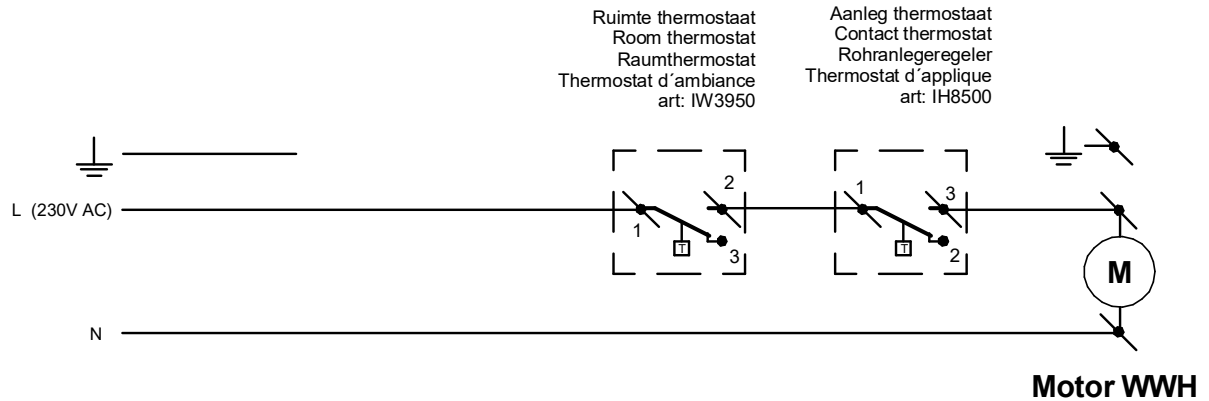 Ruimte thermostaat
Room thermostat
Raumthermostat
Thermostat d´ambiance
art: IW3950
Aanleg thermostaat
Contact thermostat
Rohranlegeregeler
Thermostat d´applique
art: IH8500
L (230V AC)
1
2
3
T
1
3
2
T
M
N
Motor WWH